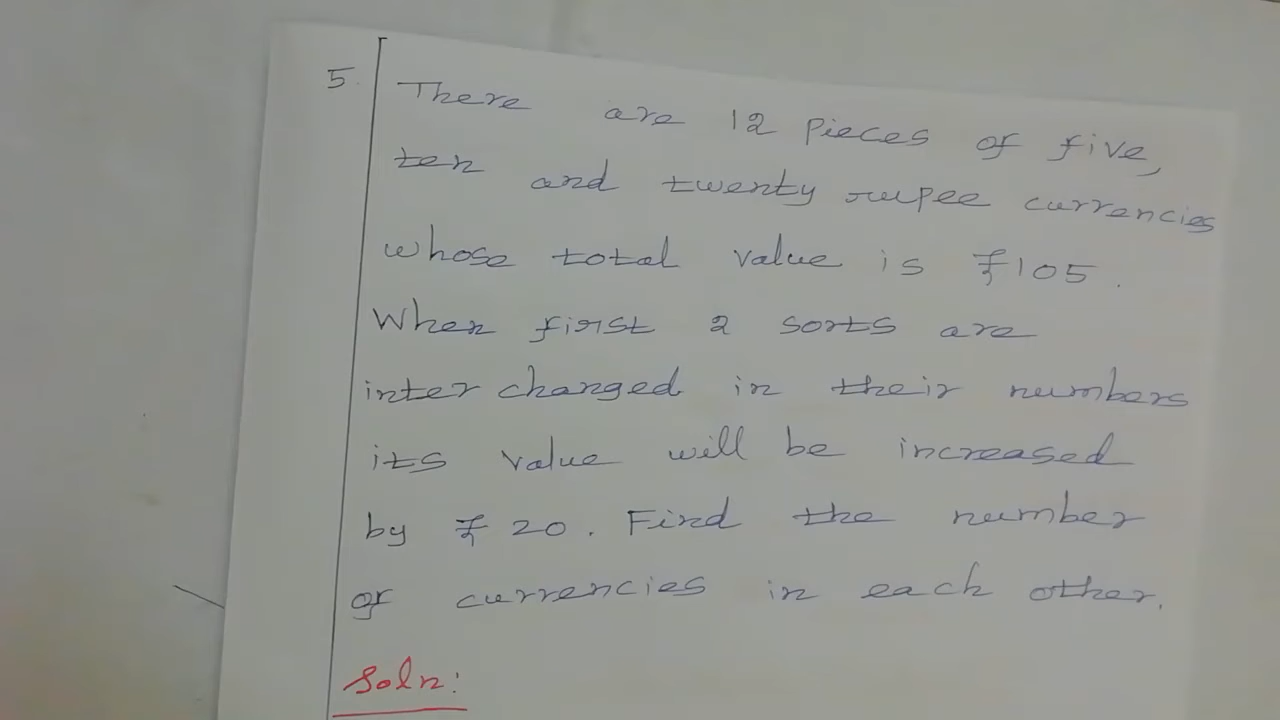 5. There are 12 pieces of five,
ten and twenty rupee currencies
whose total value is ₹105.
When first 2 sorts are
inter changed in their numbers
its value will be increased
by ₹ 20. Find the number
of currencies in each other.
Soln: